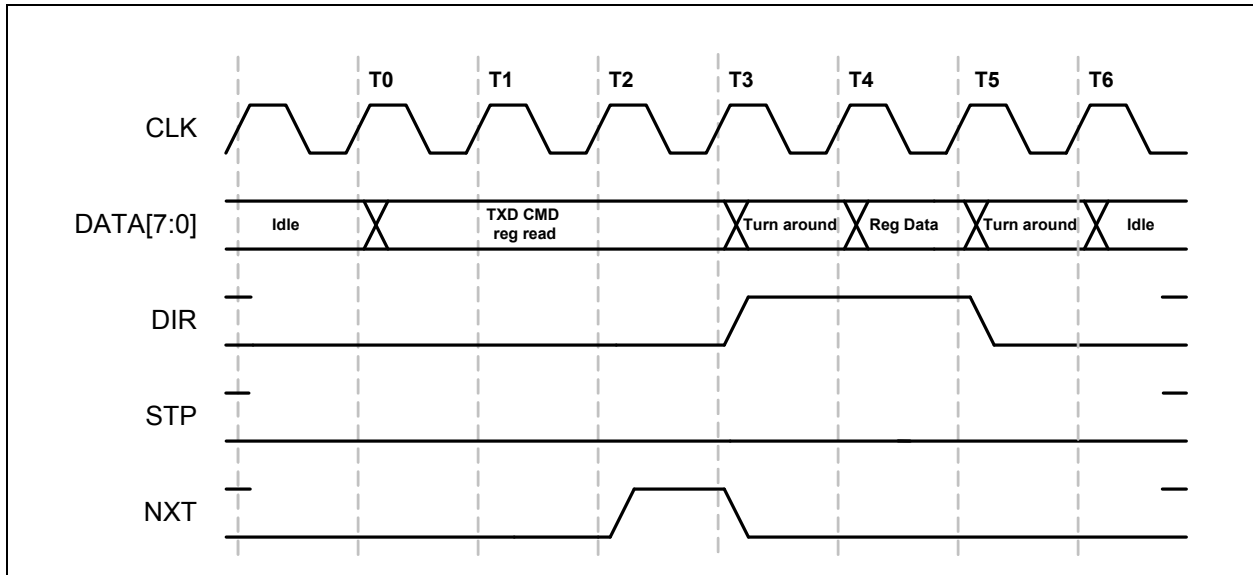 T0 T1 T2 T3 T4 T5 T6
CLK
DATA[7:0]
Idle
TXD CMD
reg read
Turn around
Reg Data
Turn around
Idle
DIR
STP
NXT